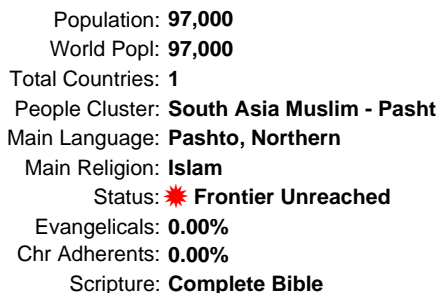 Population: 97,000
World Popl: 97,000
Total Countries: 1
People Cluster: South Asia Muslim - Pasht
Main Language: Pashto, Northern
Main Religion: Islam
Status: Frontier Unreached
Evangelicals: 0.00%
Chr Adherents: 0.00%
Scripture: Complete Bible